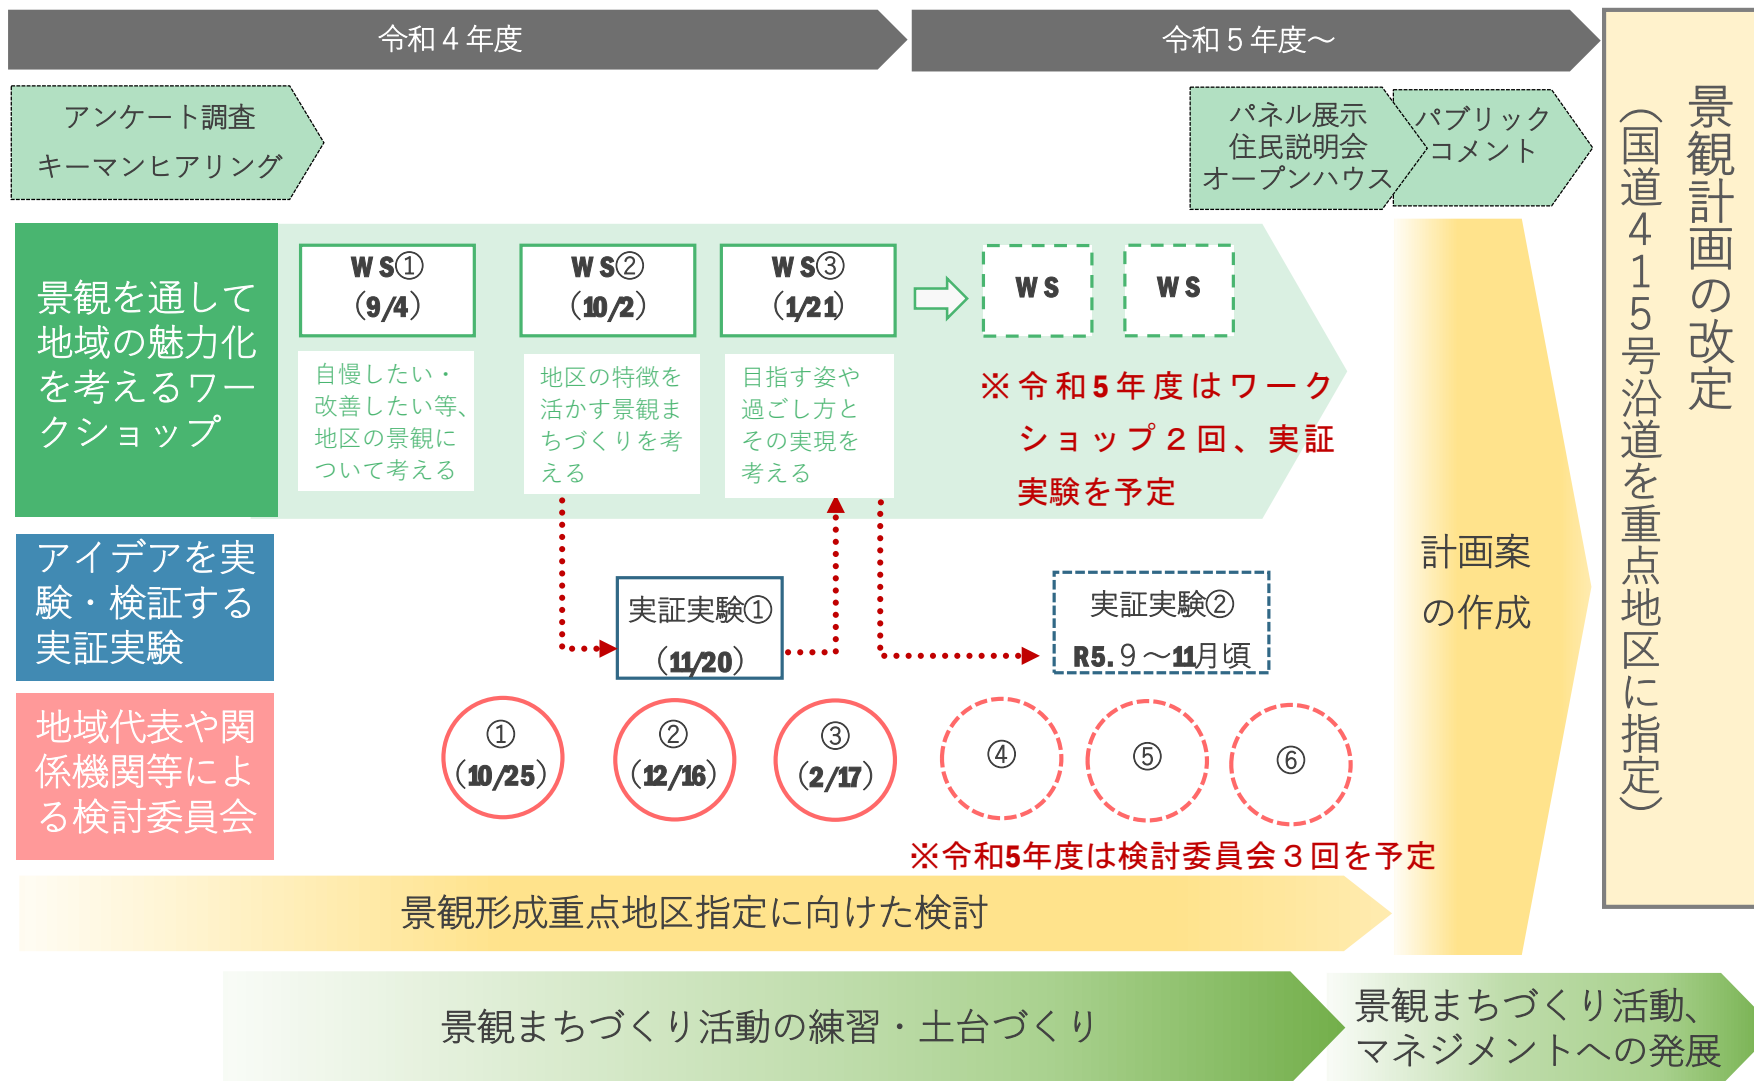 令和４年度
令和５年度～
アンケート調査
キーマンヒアリング
パネル展示
住民説明会
オープンハウス
パブリック
コメント
景観計画の改定
（国道４１５号沿道を重点地区に指定）
景観を通して
地域の魅力化
を考えるワー
クショップ
WS①
（9/4）
WS②
（10/2）
WS③
（1/21）
WS
WS
自慢したい・
改善したい等、
地区の景観に
ついて考える
地区の特徴を
活かす景観ま
ちづくりを考
える
目指す姿や
過ごし方と
その実現を
考える
※令和5年度はワーク
ショップ２回、実証
実験を予定
アイデアを実
験・検証する
実証実験
実証実験①
（11/20）
実証実験②
R5.９～11月頃
計画案
の作成
地域代表や関
係機関等によ
る検討委員会
①
（10/25）
②
（12/16）
③
（2/17）
④
⑤
⑥
※令和5年度は検討委員会３回を予定
景観形成重点地区指定に向けた検討
景観まちづくり活動の練習・土台づくり
景観まちづくり活動、
マネジメントへの発展